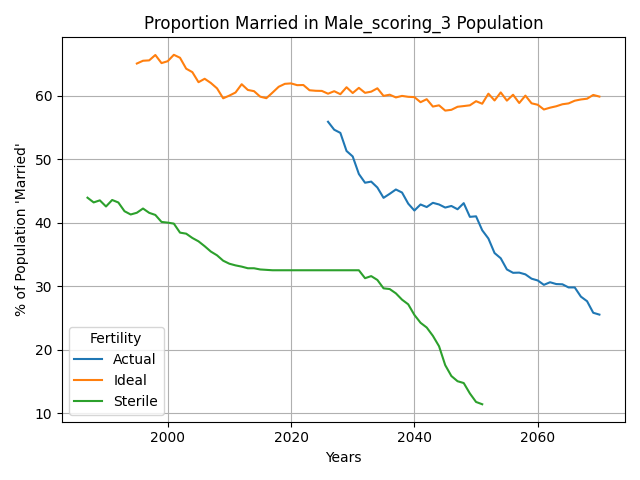 Proportion Married in Male_scoring_3 Population
% of Population 'Married'
60
50
40
30
20
10
Fertility
Actual
Ideal
Sterile
2000
2020
2040
2060
Years